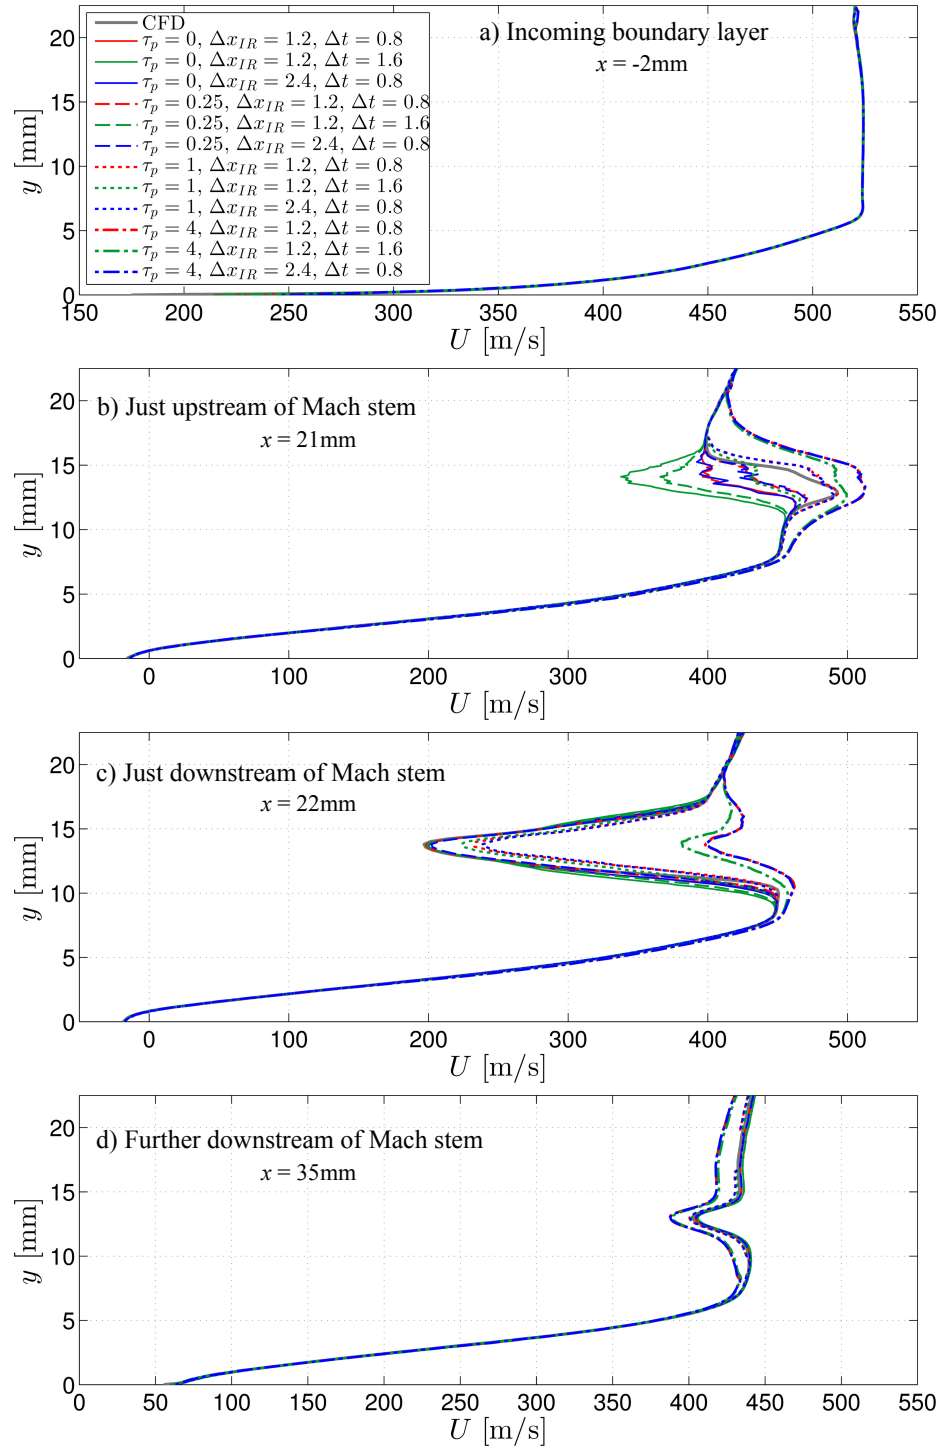 CFD
τp = 0, ΔxIR = 1.2, Δt = 0.8
τp = 0, ΔxIR = 1.2, Δt = 1.6
τp = 0, ΔxIR = 2.4, Δt = 0.8
τp = 0.25, ΔxIR = 1.2, Δt = 0.8
τp = 0.25, ΔxIR = 1.2, Δt = 1.6
τp = 0.25, ΔxIR = 2.4, Δt = 0.8
τp = 1, ΔxIR = 1.2, Δt = 0.8
τp = 1, ΔxIR = 1.2, Δt = 1.6
τp = 1, ΔxIR = 2.4, Δt = 0.8
τp = 4, ΔxIR = 1.2, Δt = 0.8
τp = 4, ΔxIR = 1.2, Δt = 1.6
τp = 4, ΔxIR = 2.4, Δt = 0.8
a) Incoming boundary layer
x = -2mm
y [mm]
20
15
10
5
0
150 200 250 300 350 400 450 500 550
U [m/s]
b) Just upstream of Mach stem
x = 21mm
y [mm]
20
15
10
5
0
0 100 200 300 400 500
U [m/s]
c) Just downstream of Mach stem
x = 22mm
y [mm]
20
15
10
5
0
0 100 200 300 400 500
U [m/s]
d) Further downstream of Mach stem
x = 35mm
y [mm]
20
15
10
5
0
0 50 100 150 200 250 300 350 400 450 500 550
U [m/s]